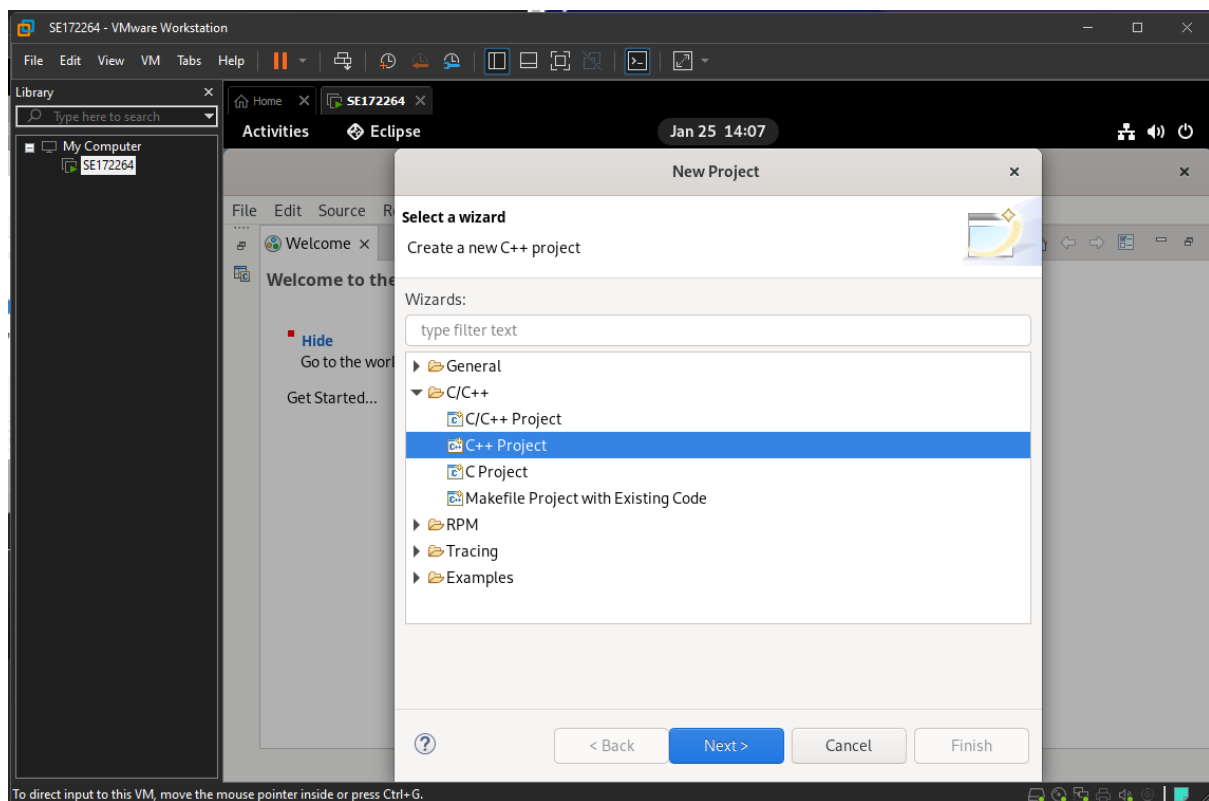 SE172264 - VMware Workstation
File Edit View VM Tabs Help
Library
Type here to search
My Computer
SE172264
Home
SE172264
Activities
Eclipse
Jan 25 14:07
New Project
File Edit Source R
Welcome
Welcome to the
Hide
Go to the work
Get Started...
Select a wizard
Create a new C++ project
Wizards:
type filter text
General
C/C++
C/C++ Project
C++ Project
C Project
Makefile Project with Existing Code
RPM
Tracing
Examples
< Back
Next >
Cancel
Finish
To direct input to this VM, move the mouse pointer inside or press Ctrl+G.